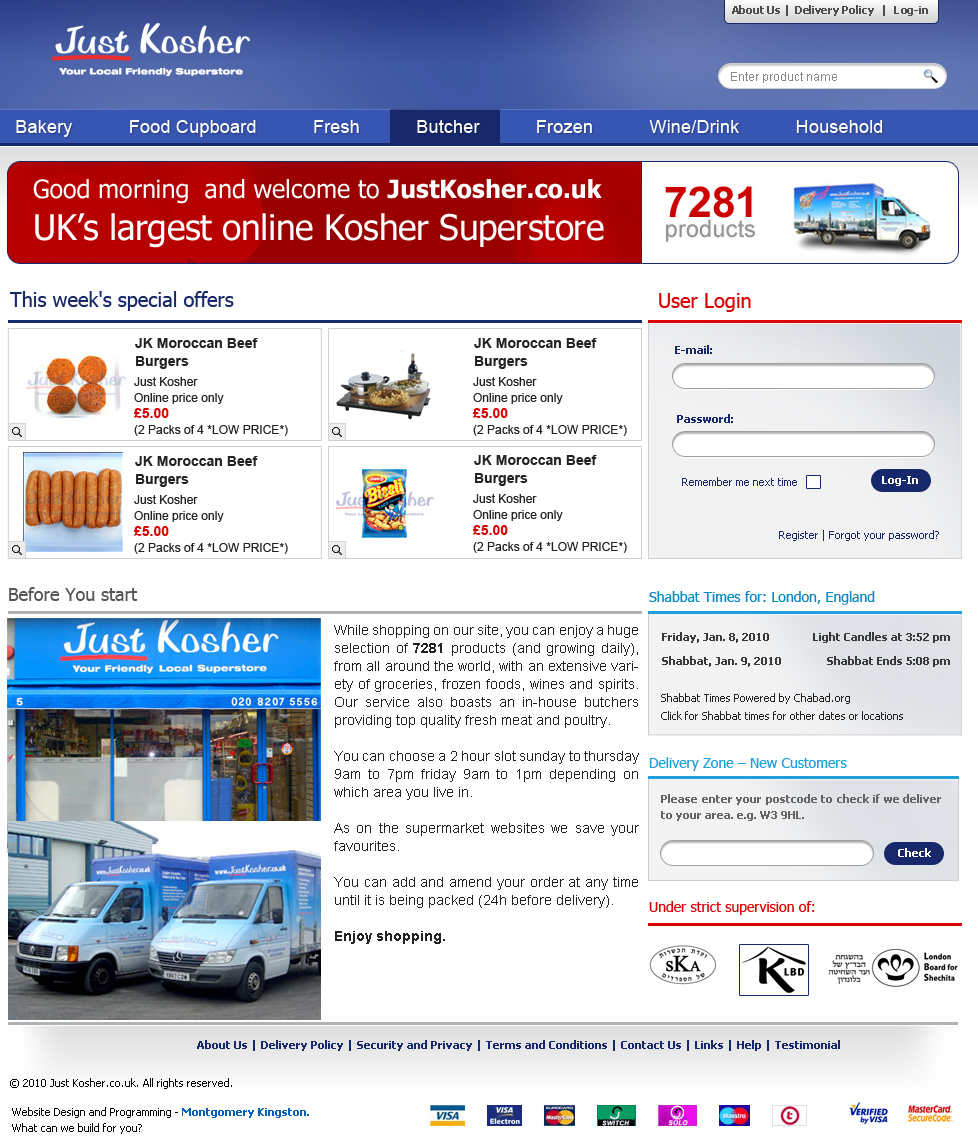 About Us | Delivery Policy | Log-in
Just Kosher
Your Local Friendly Superstore
Enter product name
Bakery Food Cupboard Fresh Butcher Frozen Wine/Drink Household
Good morning and welcome to JustKosher.co.uk
UK's largest online Kosher Superstore
7281
products
This week's special offers
JK Moroccan Beef
Burgers
Just Kosher
Online price only
£5.00
(2 Packs of 4 *LOW PRICE*)
JK Moroccan Beef
Burgers
Just Kosher
Online price only
£5.00
(2 Packs of 4 *LOW PRICE*)
JK Moroccan Beef
Burgers
Just Kosher
Online price only
£5.00
(2 Packs of 4 *LOW PRICE*)
Bissli
JK Moroccan Beef
Burgers
Just Kosher
Online price only
£5.00
(2 Packs of 4 *LOW PRICE*)
User Login
E-mail:
Password:
Remember me next time
Log-In
Register | Forgot your password?
Before You start
Just Kosher
Your Friendly Local Superstore
5 020 8207 5556
www.JustKosher.co.uk
www.JustKosher.co.uk
While shopping on our site, you can enjoy a huge
selection of 7281 products (and growing daily),
from all around the world, with an extensive vari-
ety of groceries, frozen foods, wines and spirits.
Our service also boasts an in-house butchers
providing top quality fresh meat and poultry.
You can choose a 2 hour slot sunday to thursday
9am to 7pm friday 9am to 1pm depending on
which area you live in.
As on the supermarket websites we save your
favourites.
You can add and amend your order at any time
until it is being packed (24h before delivery).
Enjoy shopping.
Shabbat Times for: London, England
Friday, Jan. 8, 2010 Light Candles at 3:52 pm
Shabbat, Jan. 9, 2010 Shabbat Ends 5:08 pm
Shabbat Times Powered by Chabad.org
Click for Shabbat times for other dates or locations
Delivery Zone – New Customers
Please enter your postcode to check if we deliver
to your area. e.g. W3 9HL.
Check
Under strict supervision of:
ועדת הכשרות
SKA
של הספרדים
KLBD
בהשגחת
הבד"ץ של
ועד השחיטה
בלונדון
London
Board for
Shechita
About Us | Delivery Policy | Security and Privacy | Terms and Conditions | Contact Us | Links | Help | Testimonial
© 2010 Just Kosher.co.uk. All rights reserved.
Website Design and Programming - Montgomery Kingston.
What can we build for you?
VISA
VISA
Electron
EUROCARD
MasterCard
SWITCH
SOLO
Maestro
VERIFIED
by VISA
MasterCard.
SecureCode.